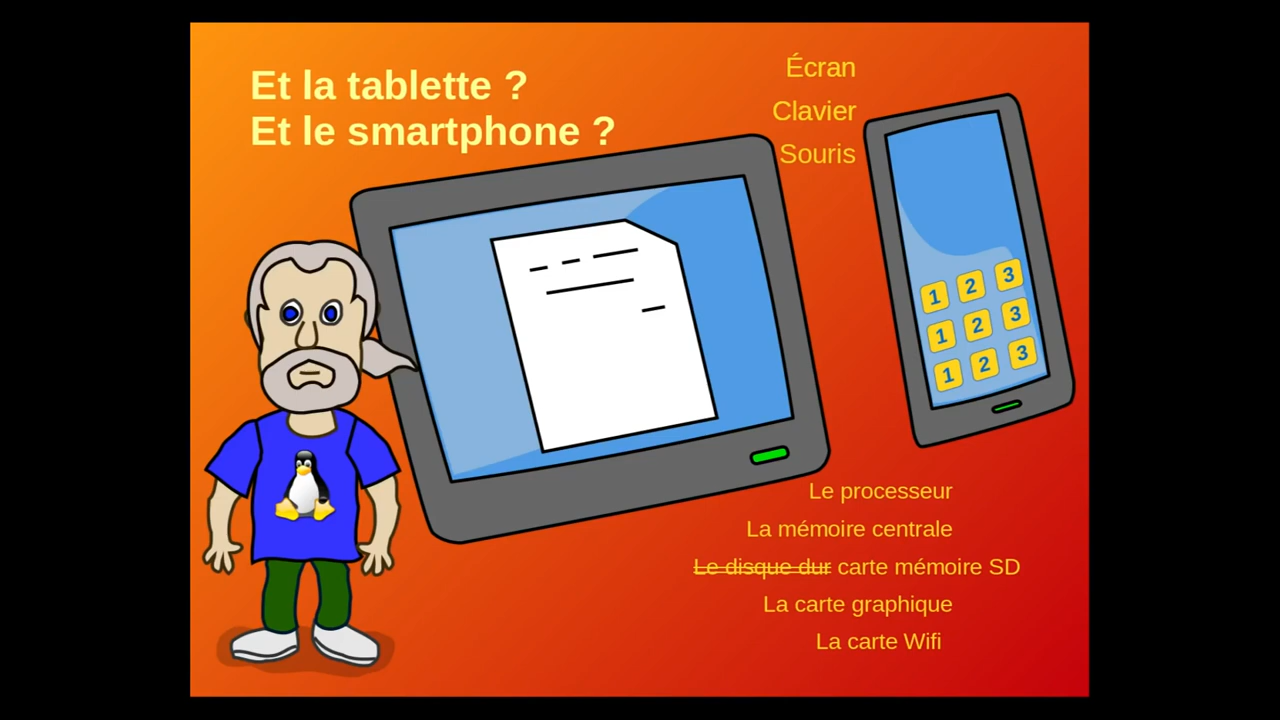 Et la tablette ?
Et le smartphone ?
Écran
Clavier
Souris
1 2 3
1 2 3
1 2 3
Le processeur
La mémoire centrale
Le disque dur carte mémoire SD
La carte graphique
La carte Wifi